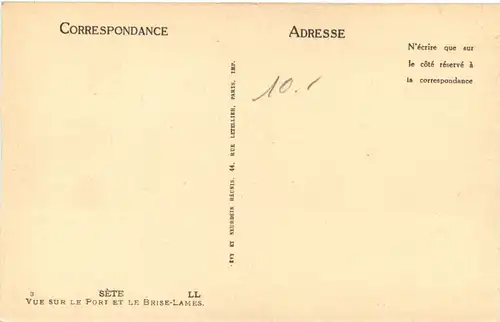 CORRESPONDANCE
ADRESSE
N'écrire que sur
le côté réservé à
la correspondance
10.
ET NEURDEIN RÉUNIS, 44, RUE LETELLIER, PARIS, IMP.
3 SÈTE LL
VUE SUR LE PORT ET LE BRISE-LAMES.